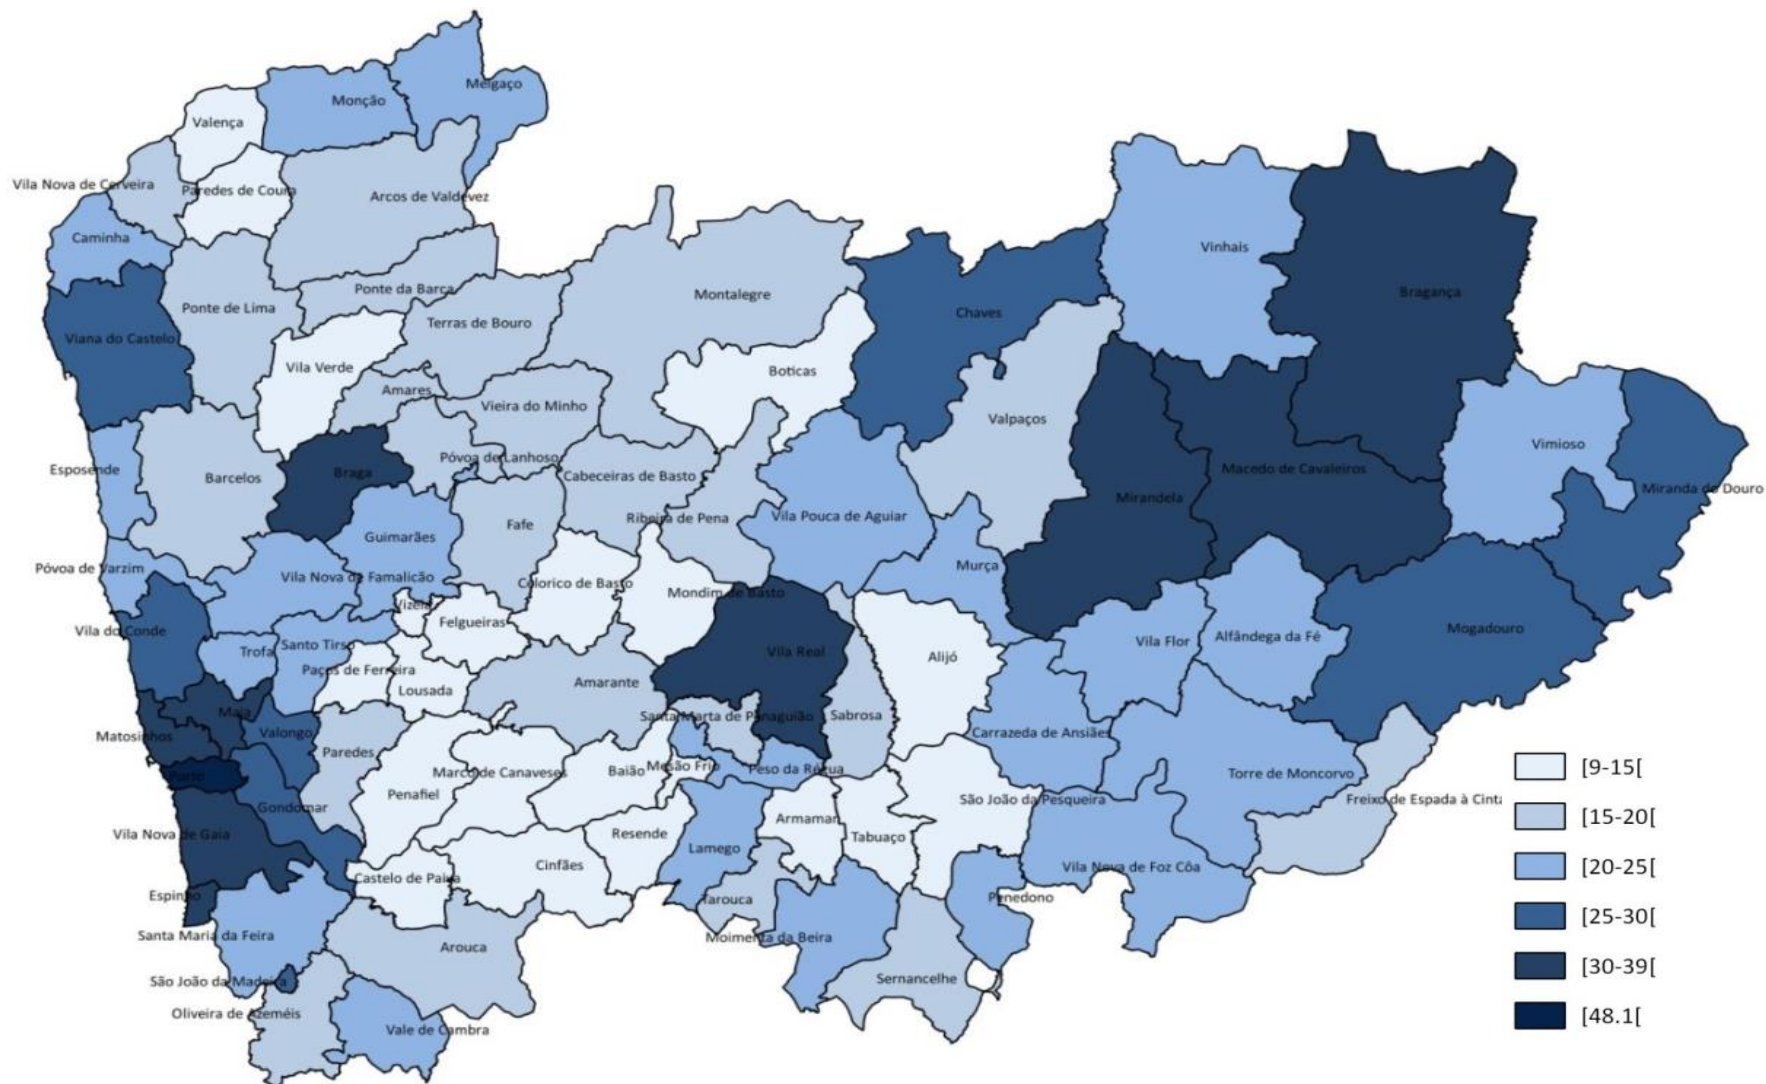 Melgaço
Monção
Valença
Vila Nova de Cerveira
Paredes de Coura
Arcos de Valdevez
Caminha
Vinhais
Ponte da Barca
Bragança
Montalegre
Ponte de Lima
Chaves
Terras de Bouro
Viana do Castelo
Vila Verde
Boticas
Amares
Vieira do Minho
Valpaços
Vimioso
Póvoa de Lanhoso
Esposende
Braga
Barcelos
Cabeceiras de Basto
Macedo de Cavaleiros
Miranda do Douro
Mirandela
Ribeira de Pena
Vila Pouca de Aguiar
Fafe
Guimarães
Póvoa de Varzim
Vila Nova de Famalicão
Murça
Celorico de Basto
Mondim de Basto
Vizela
Felgueiras
Vila do Conde
Mogadouro
Alfândega da Fé
Vila Flor
Santo Tirso
Trofa
Vila Real
Alijó
Paços de Ferreira
Amarante
Lousada
Maia
Santa Marta de Penaguião
Sabrosa
Matosinhos
Valongo
Carrazeda de Ansiães
Paredes
Porto
Marco de Canaveses
Baião
Mesão Frio
Peso da Régua
Torre de Moncorvo
Penafiel
São João da Pesqueira
Freixo de Espada à Cinta
Gondomar
Armamar
Vila Nova de Gaia
Resende
Tabuaço
Lamego
Cinfães
Vila Nova de Foz Côa
Castelo de Paiva
Espinho
Tarouca
Penedono
Santa Maria da Feira
Moimenta da Beira
Arouca
São João da Madeira
Sernancelhe
Oliveira de Azeméis
Vale de Cambra
[9-15[
[15-20[
[20-25[
[25-30[
[30-39[
[48.1[